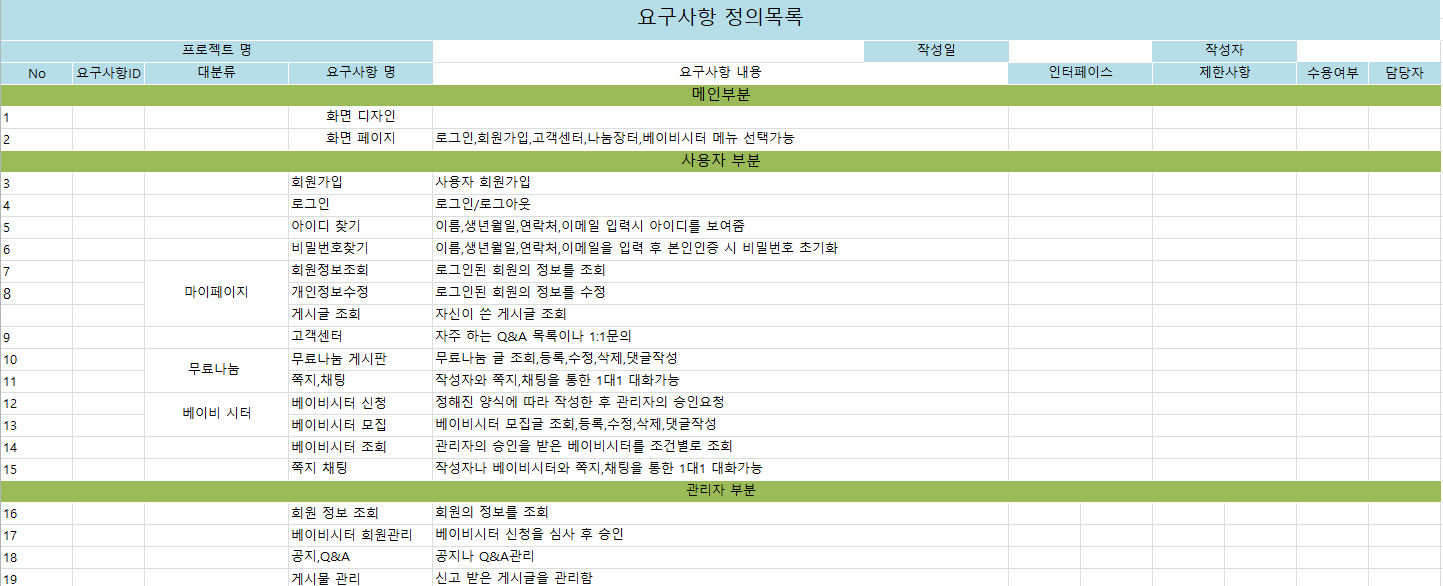 요구사항 정의목록
프로젝트 명 작성일 작성자
No 요구사항ID 대분류 요구사항 명 요구사항 내용 인터페이스 제한사항 수용여부 담당자
메인부분
1 화면 디자인
2 화면 페이지 로그인,회원가입,고객센터,나눔장터,베이비시터 메뉴 선택가능
사용자 부분
3 회원가입 사용자 회원가입
4 로그인 로그인/로그아웃
5 아이디 찾기 이름,생년월일,연락처,이메일 입력시 아이디를 보여줌
6 비밀번호찾기 이름,생년월일,연락처,이메일을 입력 후 본인인증 시 비밀번호 초기화
7 회원정보조회 로그인된 회원의 정보를 조회
8 마이페이지 개인정보수정 로그인된 회원의 정보를 수정
게시글 조회 자신이 쓴 게시글 조회
9 고객센터 자주 하는 Q&A 목록이나 1:1문의
10 무료나눔 무료나눔 게시판 무료나눔 글 조회,등록,수정,삭제,댓글작성
11 쪽지,채팅 작성자와 쪽지,채팅을 통한 1대1 대화가능
12 베이비 시터 베이비시터 신청 정해진 양식에 따라 작성한 후 관리자의 승인요청
13 베이비시터 모집 베이비시터 모집글 조회,등록,수정,삭제,댓글작성
14 베이비시터 조회 관리자의 승인을 받은 베이비시터를 조건별로 조회
15 쪽지 채팅 작성자나 베이비시터와 쪽지,채팅을 통한 1대1 대화가능
관리자 부분
16 회원 정보 조회 회원의 정보를 조회
17 베이비시터 회원관리 베이비시터 신청을 심사 후 승인
18 공지,Q&A 공지나 Q&A관리
19 게시물 관리 신고 받은 게시글을 관리함